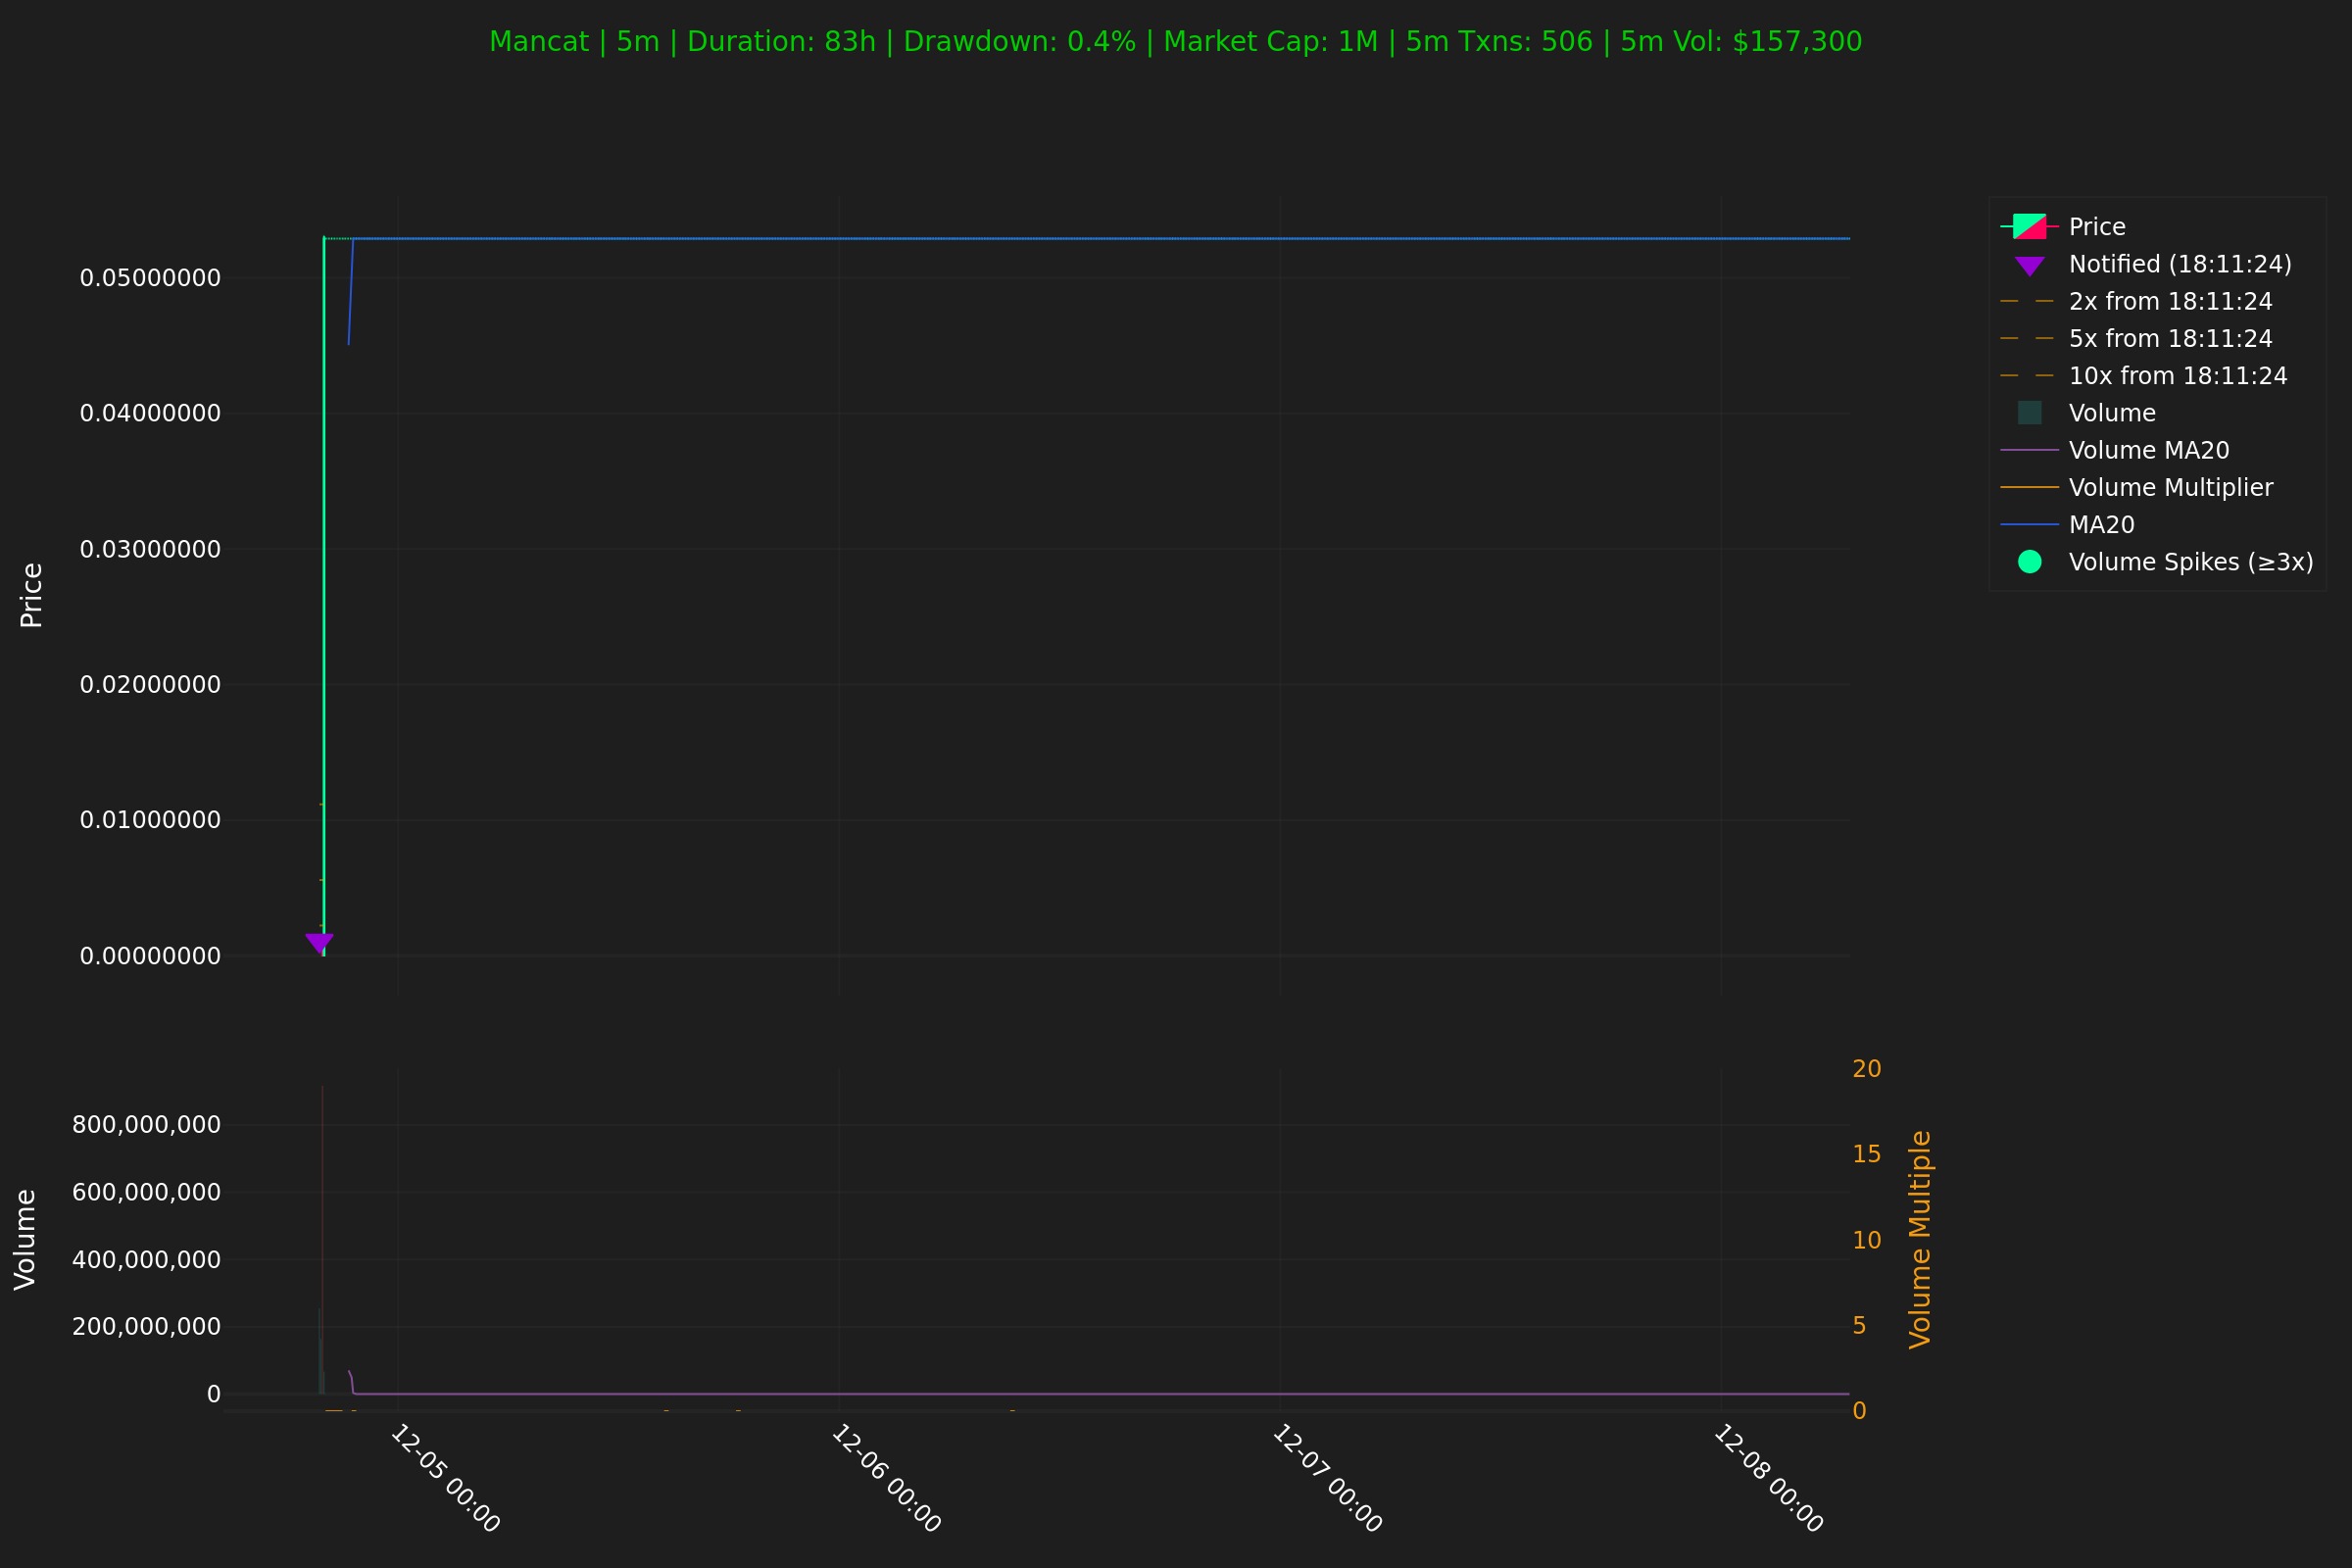 Mancat | 5m | Duration: 83h | Drawdown: 0.4% | Market Cap: 1M | 5m Txns: 506 | 5m Vol: $157,300
Price
0.05000000
0.04000000
0.03000000
0.02000000
0.01000000
0.00000000
Price
Notified (18:11:24)
2x from 18:11:24
5x from 18:11:24
10x from 18:11:24
Volume
Volume MA20
Volume Multiplier
MA20
Volume Spikes (≥3x)
Volume
800,000,000
600,000,000
400,000,000
200,000,000
0
20
15
10
5
0
Volume Multiple
12-05 00:00
12-06 00:00
12-07 00:00
12-08 00:00